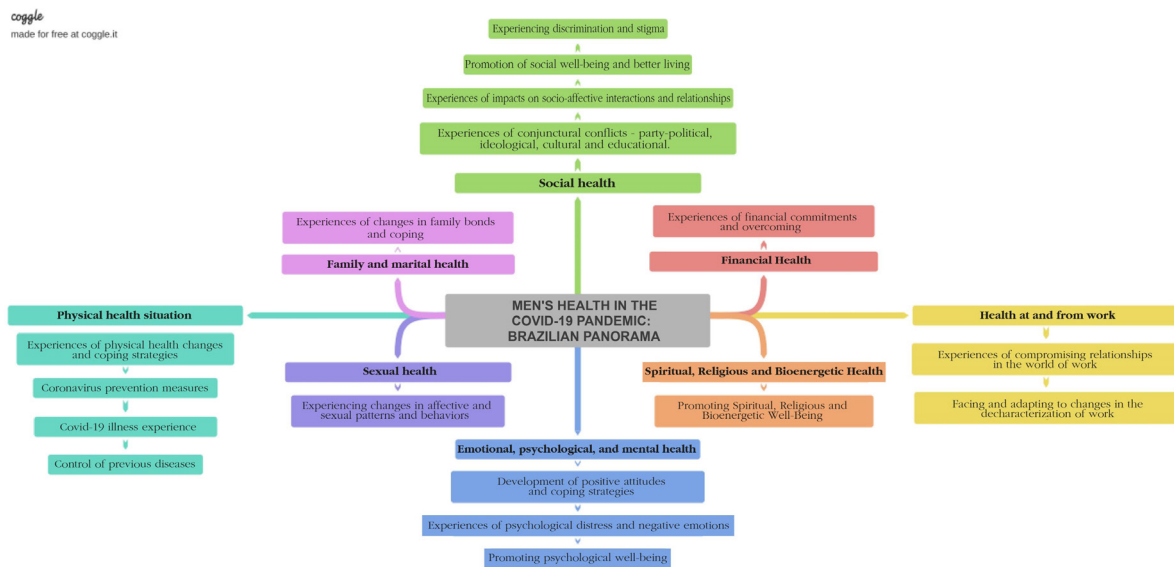 coggle
made for free at coggle.it
Experiencing discrimination and stigma
Promotion of social well-being and better living
Experiences of impacts on socio-affective interactions and relationships
Experiences of conjunctural conflicts - party-political,
ideological, cultural and educational.
Social health
Experiences of changes in family bonds
and coping
Family and marital health
Experiences of financial commitments
and overcoming
Financial Health
MEN'S HEALTH IN THE
COVID-19 PANDEMIC:
BRAZILIAN PANORAMA
Physical health situation
Experiences of physical health changes
and coping strategies
Coronavirus prevention measures
Covid-19 illness experience
Control of previous diseases
Sexual health
Experiencing changes in affective and
sexual patterns and behaviors
Spiritual, Religious and Bioenergetic Health
Promoting Spiritual, Religious and
Bioenergetic Well-Being
Health at and from work
Experiences of compromising relationships
in the world of work
Facing and adapting to changes in the
decharacterization of work
Emotional, psychological, and mental health
Development of positive attitudes
and coping strategies
Experiences of psychological distress and negative emotions
Promoting psychological well-being